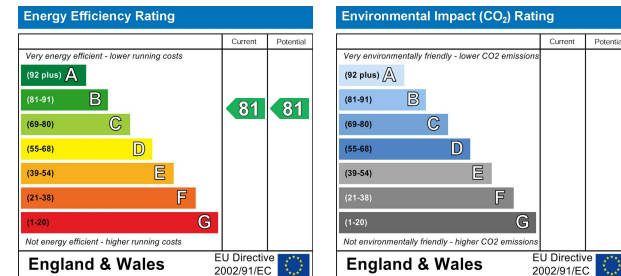 Energy Efficiency Rating
Current Potential
Very energy efficient - lower running costs
(92 plus) A
(81-91) B
81 81
(69-80) C
(55-68) D
(39-54) E
(21-38) F
(1-20) G
Not energy efficient - higher running costs
England & Wales
EU Directive
2002/91/EC
Environmental Impact (CO₂) Rating
Current Potentia
Very environmentally friendly - lower CO2 emissions
(92 plus) A
(81-91) B
(69-80) C
(55-68) D
(39-54) E
(21-38) F
(1-20) G
Not environmentally friendly - higher CO2 emissions
England & Wales
EU Directive
2002/91/EC